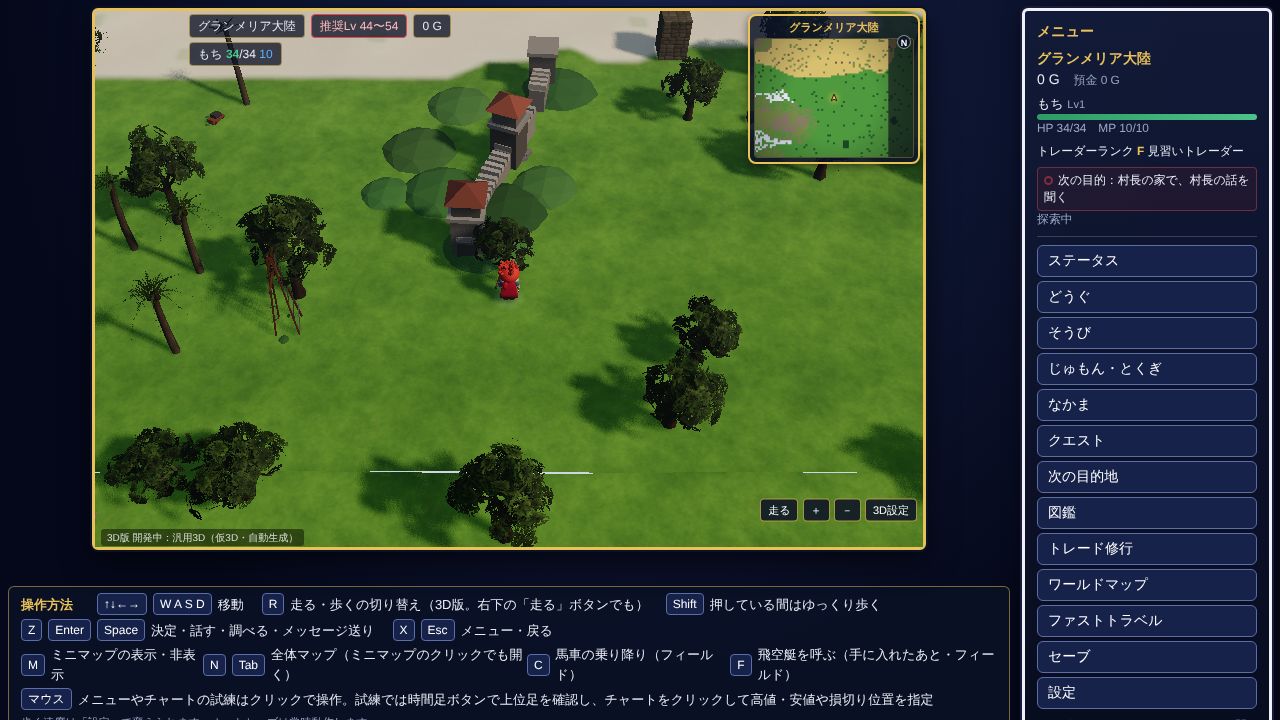 グランメリア大陸
推奨Lv 44〜54
0 G
もち 34/34 10
グランメリア大陸
N
走る
+
－
3D設定
3D版 開発中：汎用3D（仮3D・自動生成）
メニュー
グランメリア大陸
0 G 預金 0 G
もち Lv1
HP 34/34 MP 10/10
トレーダーランク F 見習いトレーダー
次の目的：村長の家で、村長の話を
聞く
探索中
ステータス
どうぐ
そうび
じゅもん・とくぎ
なかま
クエスト
次の目的地
図鑑
トレード修行
ワールドマップ
ファストトラベル
セーブ
設定
操作方法 ↑↓←→ W A S D 移動 R 走る・歩くの切り替え（3D版。右下の「走る」ボタンでも） Shift 押している間はゆっくり歩く
Z Enter Space 決定・話す・調べる・メッセージ送り X Esc メニュー・戻る
M ミニマップの表示・非表示 N Tab 全体マップ（ミニマップのクリックでも開く） C 馬車の乗り降り（フィールド） F 飛空艇を呼ぶ（手に入れたあと・フィールド）
マウス メニューやチャートの試練はクリックで操作。試練では時間足ボタンで上位足を確認し、チャートをクリックして高値・安値や損切り位置を指定